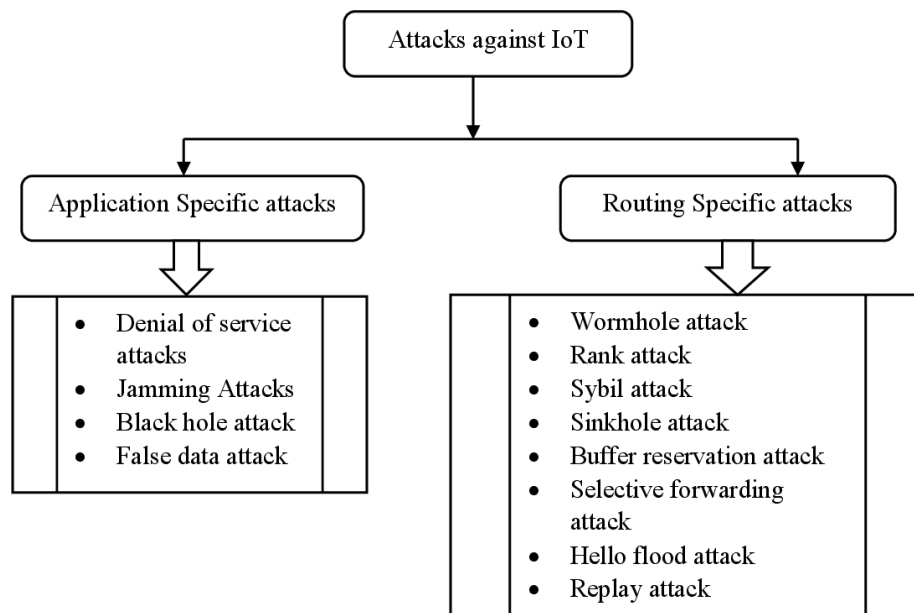 Attacks against IoT
Application Specific attacks
Routing Specific attacks
• Denial of service
attacks
• Jamming Attacks
• Black hole attack
• False data attack
• Wormhole attack
• Rank attack
• Sybil attack
• Sinkhole attack
• Buffer reservation attack
• Selective forwarding
attack
• Hello flood attack
• Replay attack